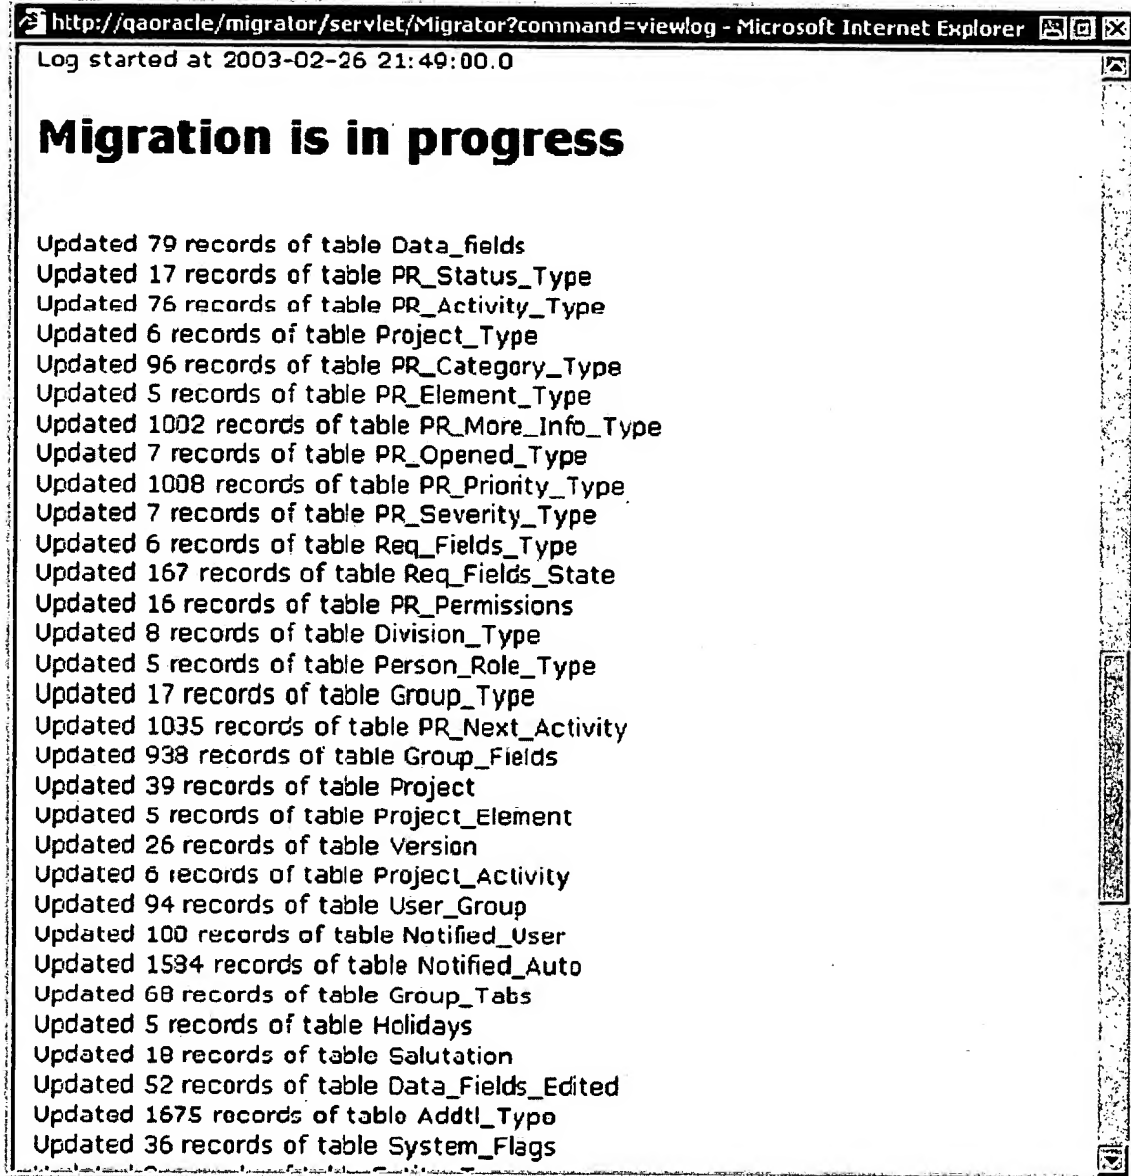 http://qaoracle/migrator/servlet/Migrator?command=viewlog - Microsoft Internet Explorer
Log started at 2003-02-26 21:49:00.0
Migration is in progress
Updated 79 records of table Data_fields
Updated 17 records of table PR_Status_Type
Updated 76 records of table PR_Activity_Type
Updated 6 records of table Project_Type
Updated 96 records of table PR_Category_Type
Updated 5 records of table PR_Element_Type
Updated 1002 records of table PR_More_Info_Type
Updated 7 records of table PR_Opened_Type
Updated 1008 records of table PR_Priority_Type
Updated 7 records of table PR_Severity_Type
Updated 6 records of table Req_Fields_Type
Updated 167 records of table Req_Fields_State
Updated 16 records of table PR_Permissions
Updated 8 records of table Division_Type
Updated 5 records of table Person_Role_Type
Updated 17 records of table Group_Type
Updated 1035 records of table PR_Next_Activity
Updated 938 records of table Group_Fields
Updated 39 records of table Project
Updated 5 records of table Project_Element
Updated 26 records of table Version
Updated 6 records of table Project_Activity
Updated 94 records of table User_Group
Updated 100 records of table Notified_User
Updated 1534 records of table Notified_Auto
Updated 68 records of table Group_Tabs
Updated 5 records of table Holidays
Updated 18 records of table Salutation
Updated 52 records of table Data_Fields_Edited
Updated 1675 records of table Addtl_Type
Updated 36 records of table System_Flags